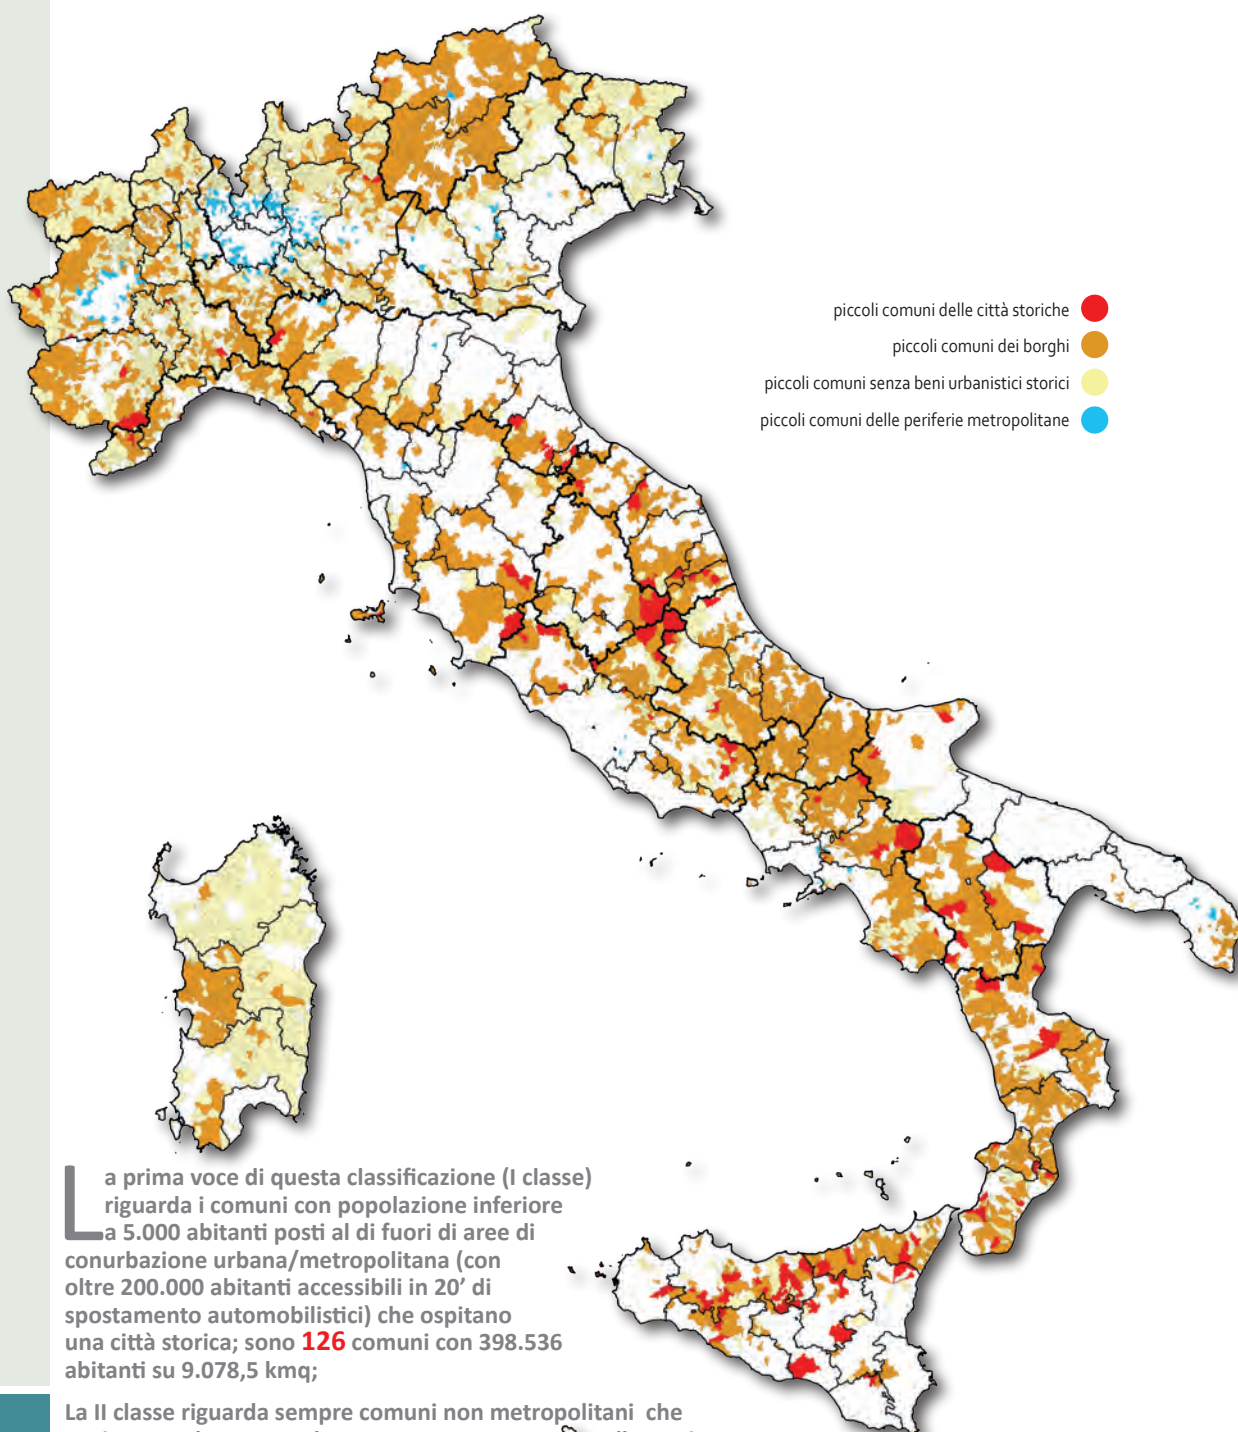 piccoli comuni delle città storiche
piccoli comuni dei borghi
piccoli comuni senza beni urbanistici storici
piccoli comuni delle periferie metropolitane
La prima voce di questa classificazione (I classe)
riguarda i comuni con popolazione inferiore
a 5.000 abitanti posti al di fuori di aree di
conurbazione urbana/metropolitana (con
oltre 200.000 abitanti accessibili in 20’ di
spostamento automobilistici) che ospitano
una città storica; sono 126 comuni con 398.536
abitanti su 9.078,5 kmq;
La II classe riguarda sempre comuni non metropolitani che